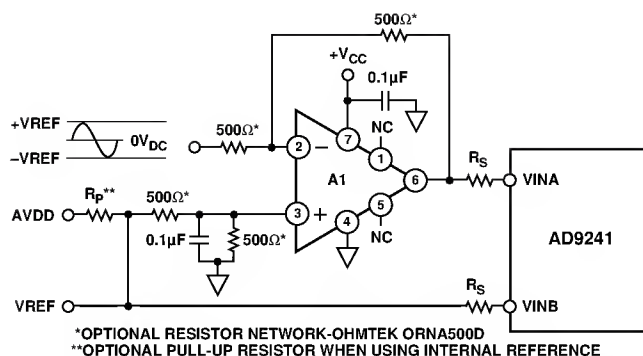 500Ω*
+VCC
0.1µF
+VREF
0VDC
–VREF
500Ω*
NC
7
1
2
–
A1
6
RS
VINA
RP**
AVDD
500Ω*
3
+
4
5
NC
0.1µF
500Ω*
AD9241
VREF
RS
VINB
*OPTIONAL RESISTOR NETWORK-OHMTEK ORNA500D
**OPTIONAL PULL-UP RESISTOR WHEN USING INTERNAL REFERENCE